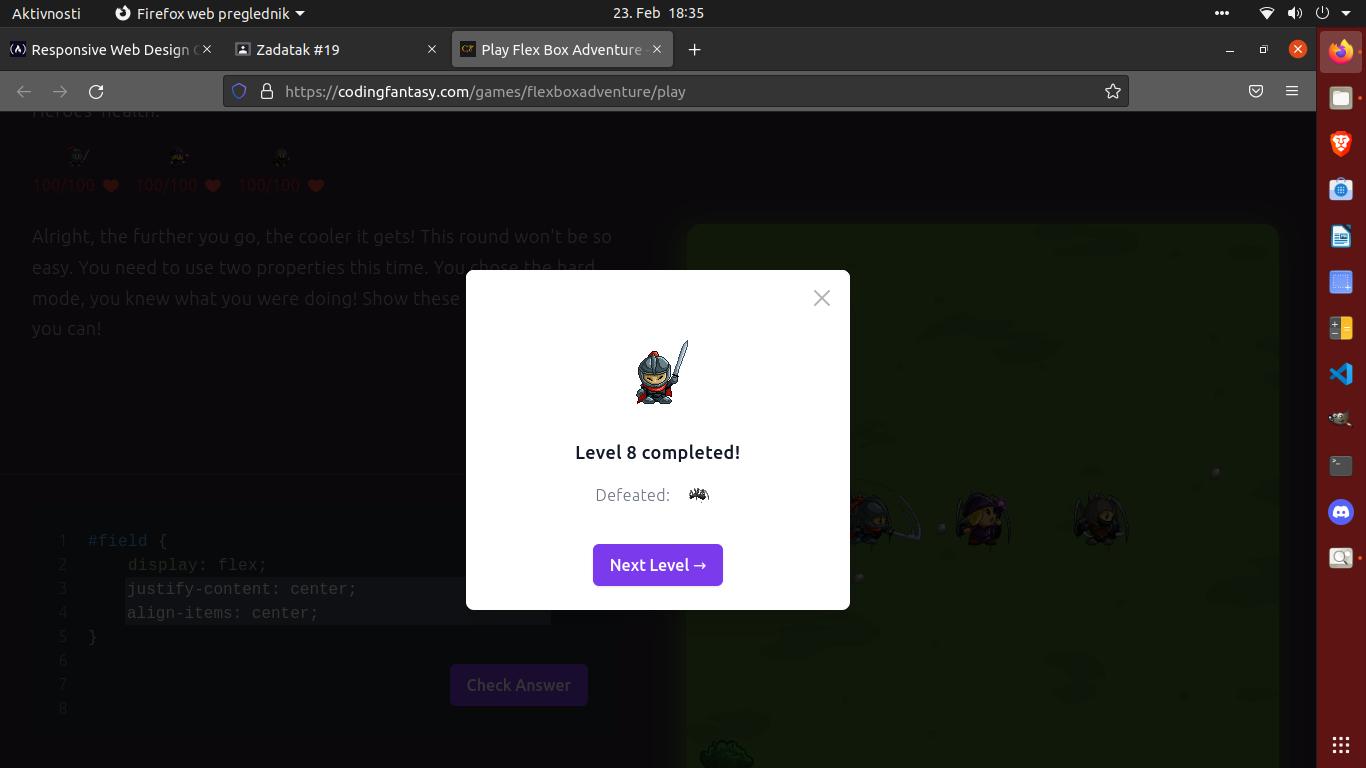 Aktivnosti
Firefox web preglednik
23. Feb 18:35
Responsive Web Design
Zadatak #19
Play Flex Box Adventure
https://codingfantasy.com/games/flexboxadventure/play
Heroes' health:
100/100 100/100 100/100
Alright, the further you go, the cooler it gets! This round won't be so
easy. You need to use two properties this time. You chose the hard
mode, you knew what you were doing! Show these
you can!
Level 8 completed!
Defeated:
Next Level →
1 #field {
2 display: flex;
3 justify-content: center;
4 align-items: center;
5 }
6
7
8
Check Answer